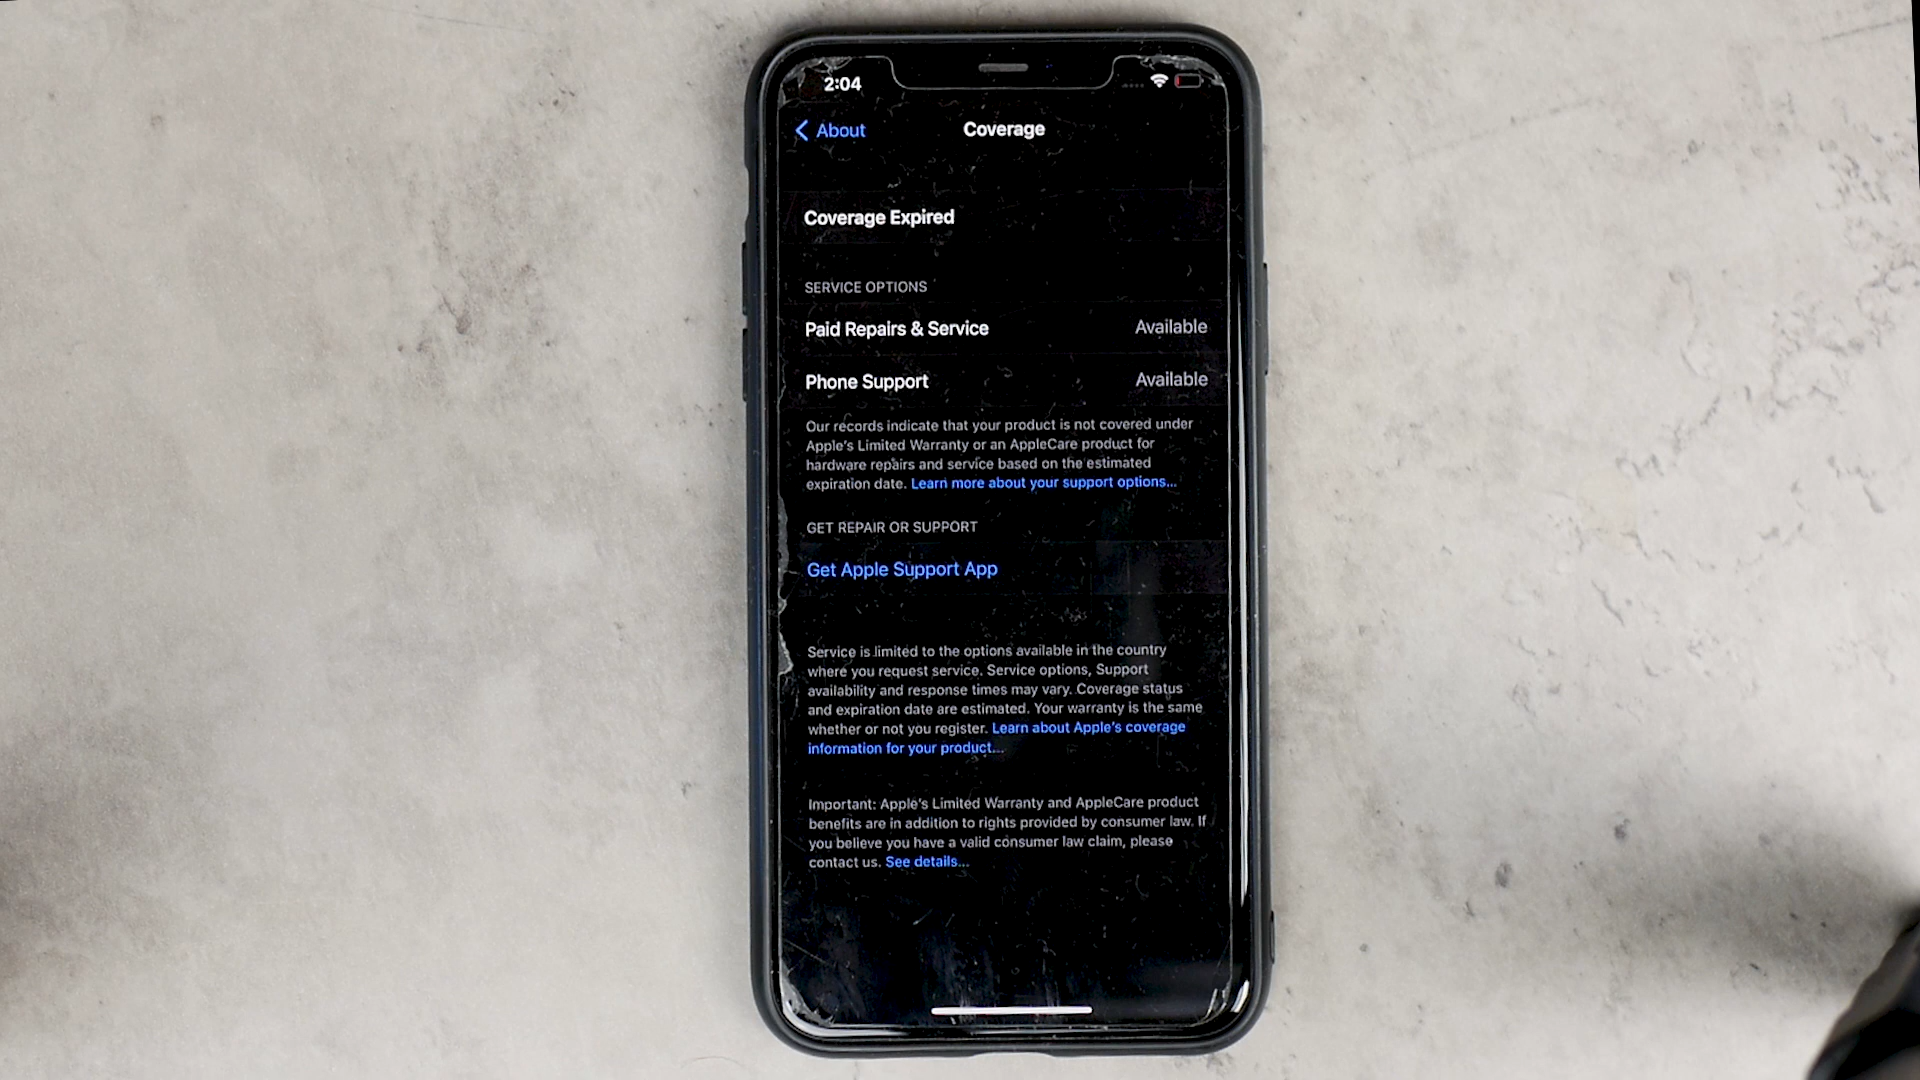 2:04
About
Coverage
Coverage Expired
SERVICE OPTIONS
Paid Repairs & Service Available
Phone Support Available
Our records indicate that your product is not covered under
Apple's Limited Warranty or an AppleCare product for
hardware repairs and service based on the estimated
expiration date. Learn more about your support options...
GET REPAIR OR SUPPORT
Get Apple Support App
Service is limited to the options available in the country
where you request service. Service options, Support
availability and response times may vary. Coverage status
and expiration date are estimated. Your warranty is the same
whether or not you register. Learn about Apple's coverage
information for your product...
Important: Apple's Limited Warranty and AppleCare product
benefits are in addition to rights provided by consumer law. If
you believe you have a valid consumer law claim, please
contact us. See details...